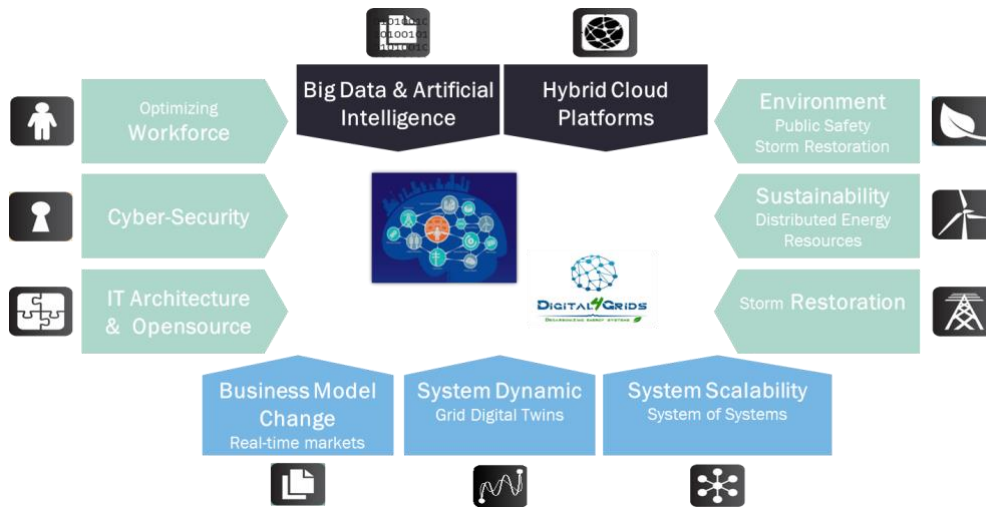 Big Data & Artificial
Intelligence
Hybrid Cloud
Platforms
Optimizing
Workforce
Cyber-Security
IT Architecture
& Opensource
Environment
Public Safety
Storm Restoration
Sustainability
Distributed Energy
Resources
Storm Restoration
DIGITAL4GRIDS
Business Model
Change
Real-time markets
System Dynamic
Grid Digital Twins
System Scalability
System of Systems